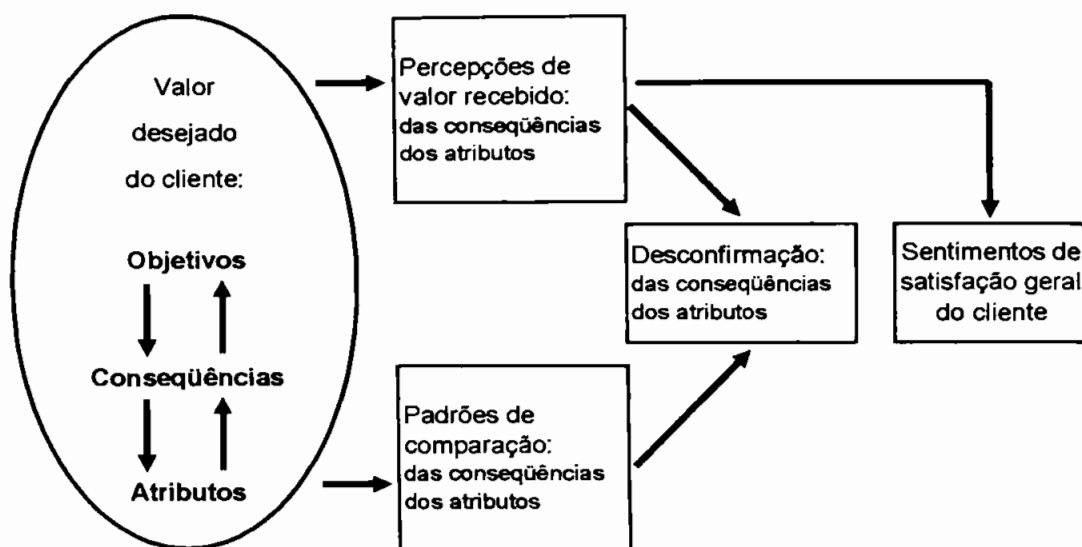 Valor
desejado
do cliente:
Objetivos
Conseqüências
Atributos
Percepções de
valor recebido:
das conseqüências
dos atributos
Padrões de
comparação:
das conseqüências
dos atributos
Desconfirmação:
das conseqüências
dos atributos
Sentimentos de
satisfação geral
do cliente